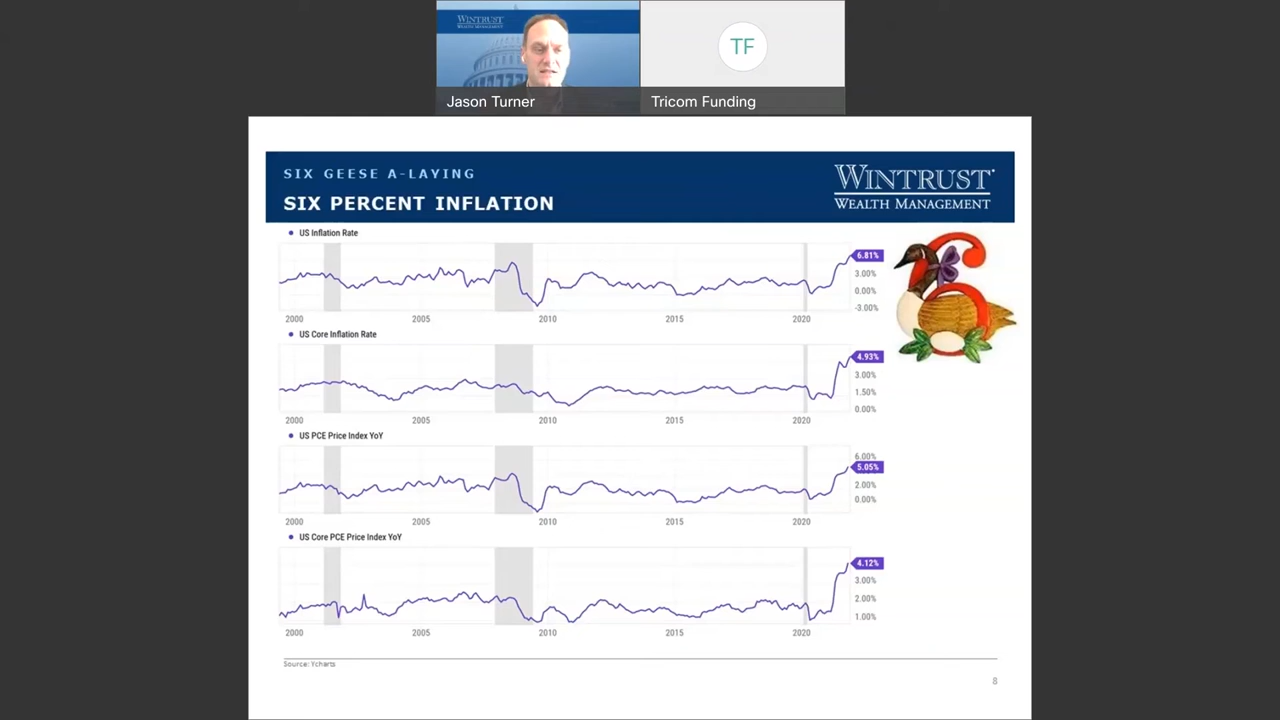 WINTRUST
WEALTH MANAGEMENT
TF
Jason Turner
Tricom Funding
SIX GEESE A-LAYING
SIX PERCENT INFLATION
WINTRUST
WEALTH MANAGEMENT
US Inflation Rate
6.81%
3.00%
0.00%
-3.00%
2000 2005 2010 2015 2020
US Core Inflation Rate
4.93%
3.00%
1.50%
0.00%
2000 2005 2010 2015 2020
US PCE Price Index YoY
6.00%
5.05%
2.00%
0.00%
2000 2005 2010 2015 2020
US Core PCE Price Index YoY
4.12%
3.00%
2.00%
1.00%
2000 2005 2010 2015 2020
Source: Ycharts
8